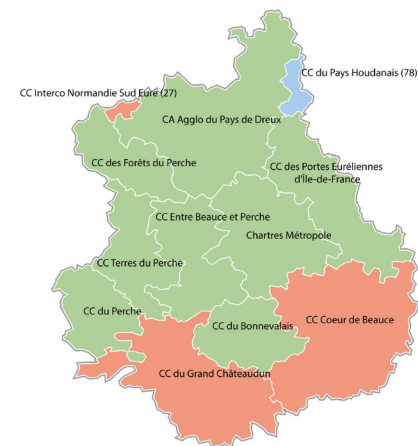 CC du Pays Houdanais (78)
CC Interco Normandie Sud Eure (27)
CA Agglo du Pays de Dreux
CC des Forêts du Perche
CC des Portes Euréliennes
d'Île-de-France
CC Entre Beauce et Perche
Chartres Métropole
CC Terres du Perche
CC du Perche
CC Coeur de Beauce
CC du Bonnevalais
CC du Grand Châteaudun